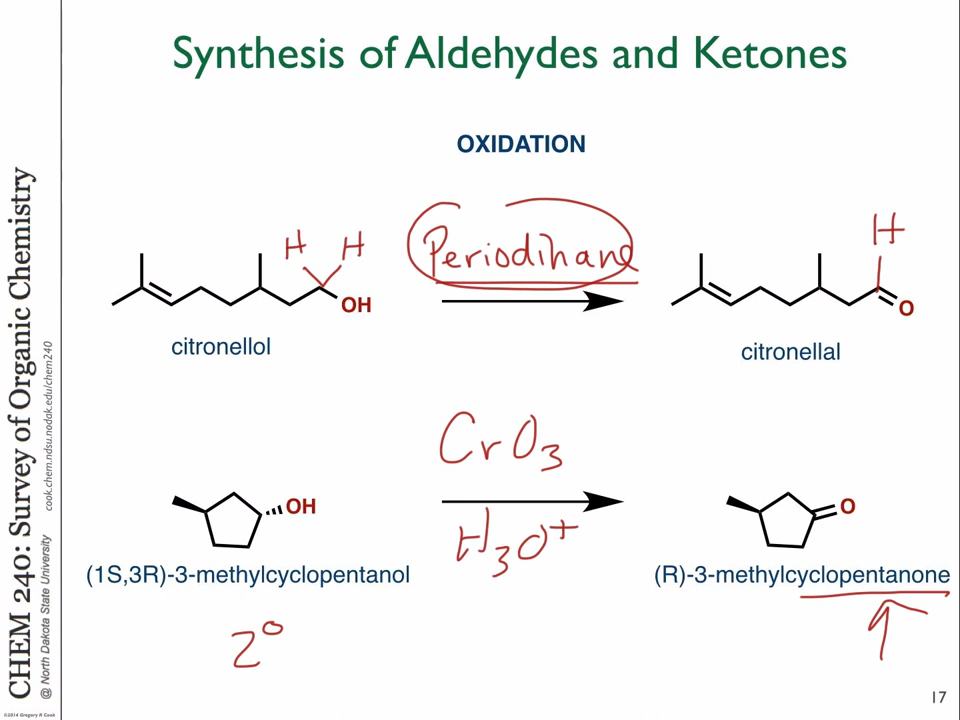 Synthesis of Aldehydes and Ketones
OXIDATION
H H
Periodinane
H
OH
O
citronellol
citronellal
CrO3
OH
O
H3O+
(1S,3R)-3-methylcyclopentanol
(R)-3-methylcyclopentanone
2°
17
CHEM 240: Survey of Organic Chemistry
@ North Dakota State University cook.chem.ndsu.nodak.edu/chem240
©2014 Gregory R Cook